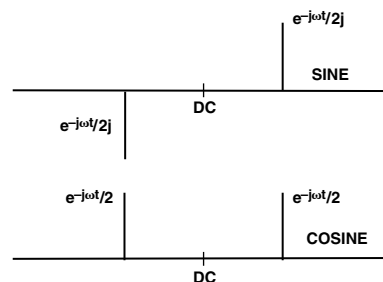 e–jωt/2j
SINE
DC
e–jωt/2j
e–jωt/2
e–jωt/2
COSINE
DC